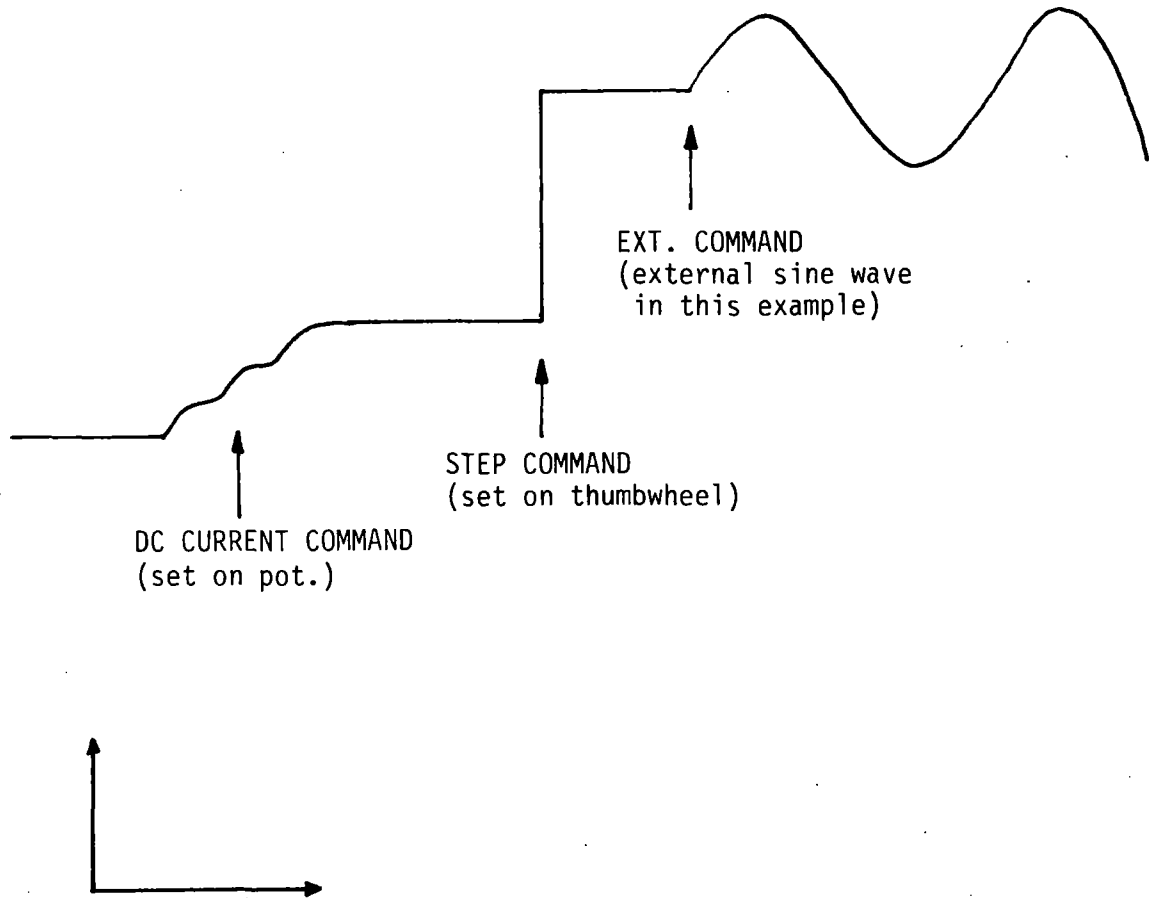 EXT. COMMAND
(external sine wave
in this example)
STEP COMMAND
(set on thumbwheel)
DC CURRENT COMMAND
(set on pot.)